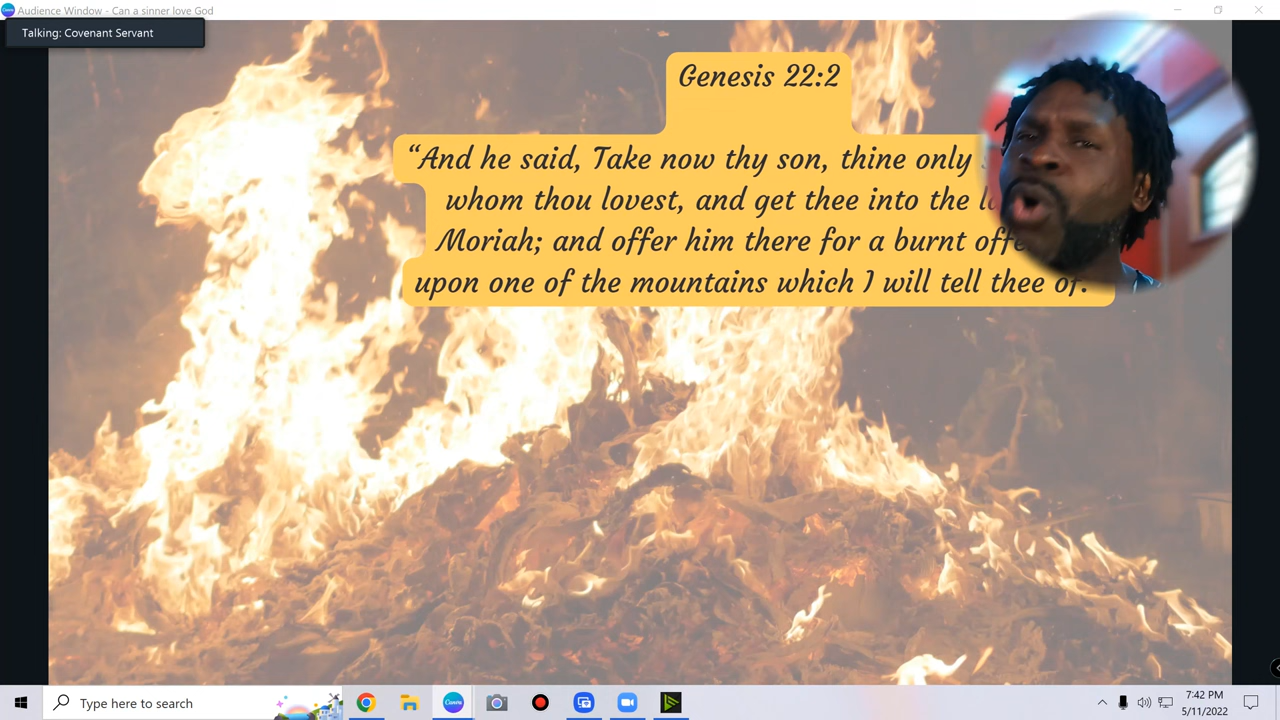 Audience Window - Can a sinner love God
Talking: Covenant Servant
Genesis 22:2
“And he said, Take now thy son, thine only
whom thou lovest, and get thee into the
Moriah; and offer him there for a burnt
upon one of the mountains which I will tell thee of.
Type here to search
7:42 PM
5/11/2022